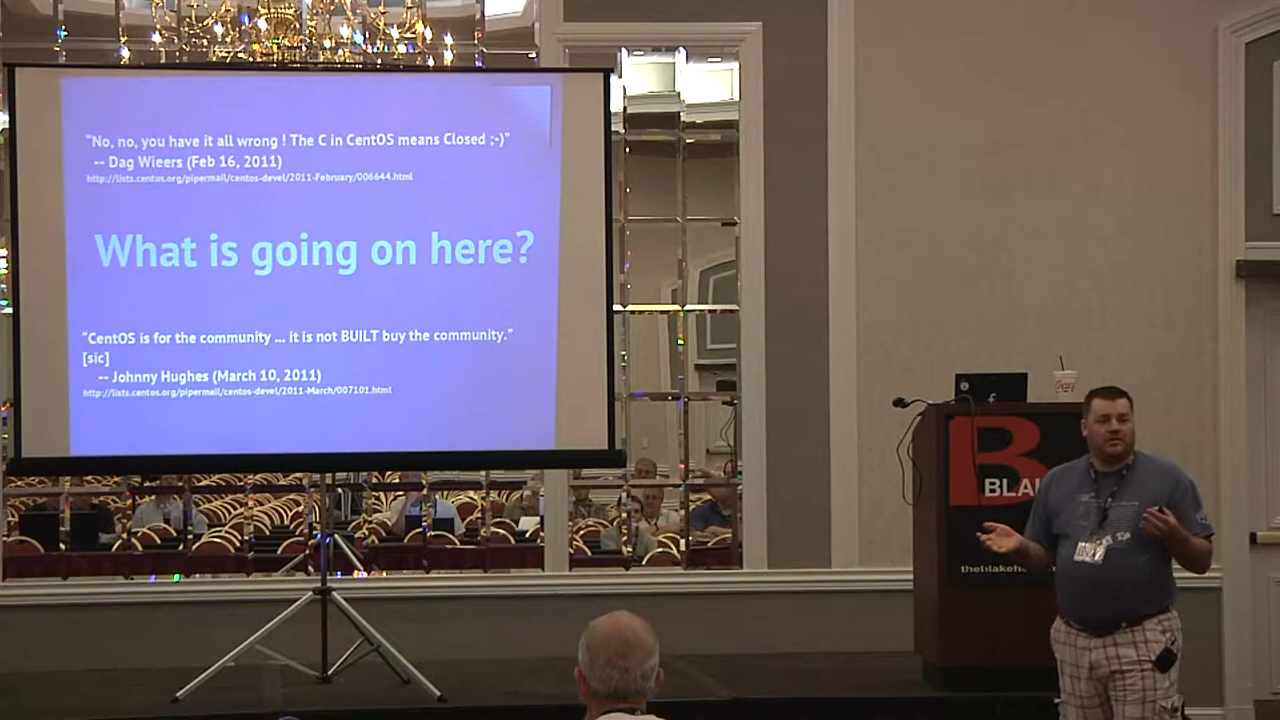 "No, no, you have it all wrong ! The C in CentOS means Closed ;-)"
-- Dag Wieers (Feb 16, 2011)
http://lists.centos.org/pipermail/centos-devel/2011-February/006644.html
What is going on here?
"CentOS is for the community ... it is not BUILT buy the community."
[sic]
-- Johnny Hughes (March 10, 2011)
http://lists.centos.org/pipermail/centos-devel/2011-March/007101.html
B